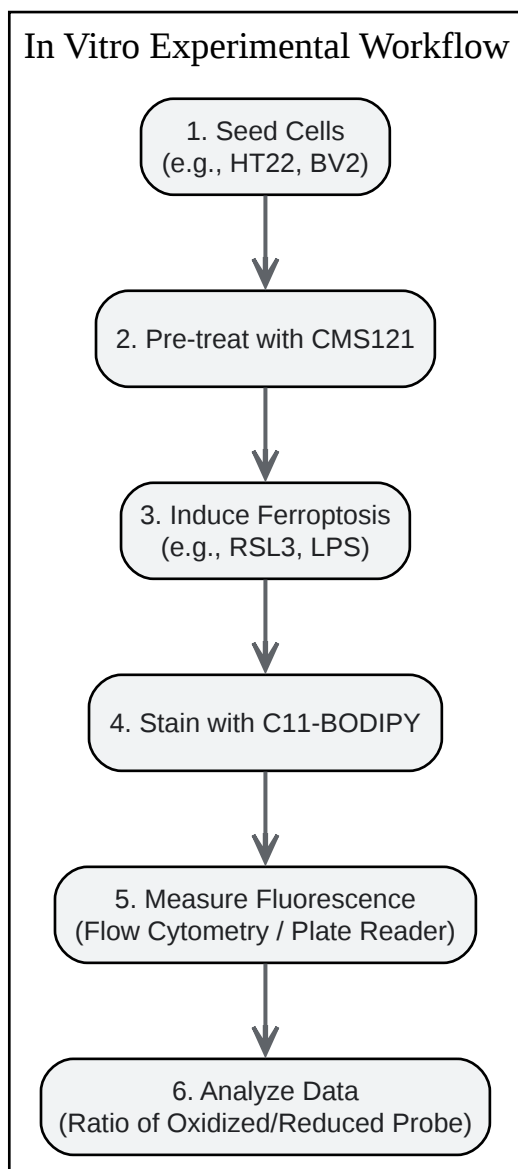 In Vitro Experimental Workflow
1. Seed Cells
(e.g., HT22, BV2)
2. Pre-treat with CMS121
3. Induce Ferroptosis
(e.g., RSL3, LPS)
4. Stain with C11-BODIPY
5. Measure Fluorescence
(Flow Cytometry / Plate Reader)
6. Analyze Data
(Ratio of Oxidized/Reduced Probe)